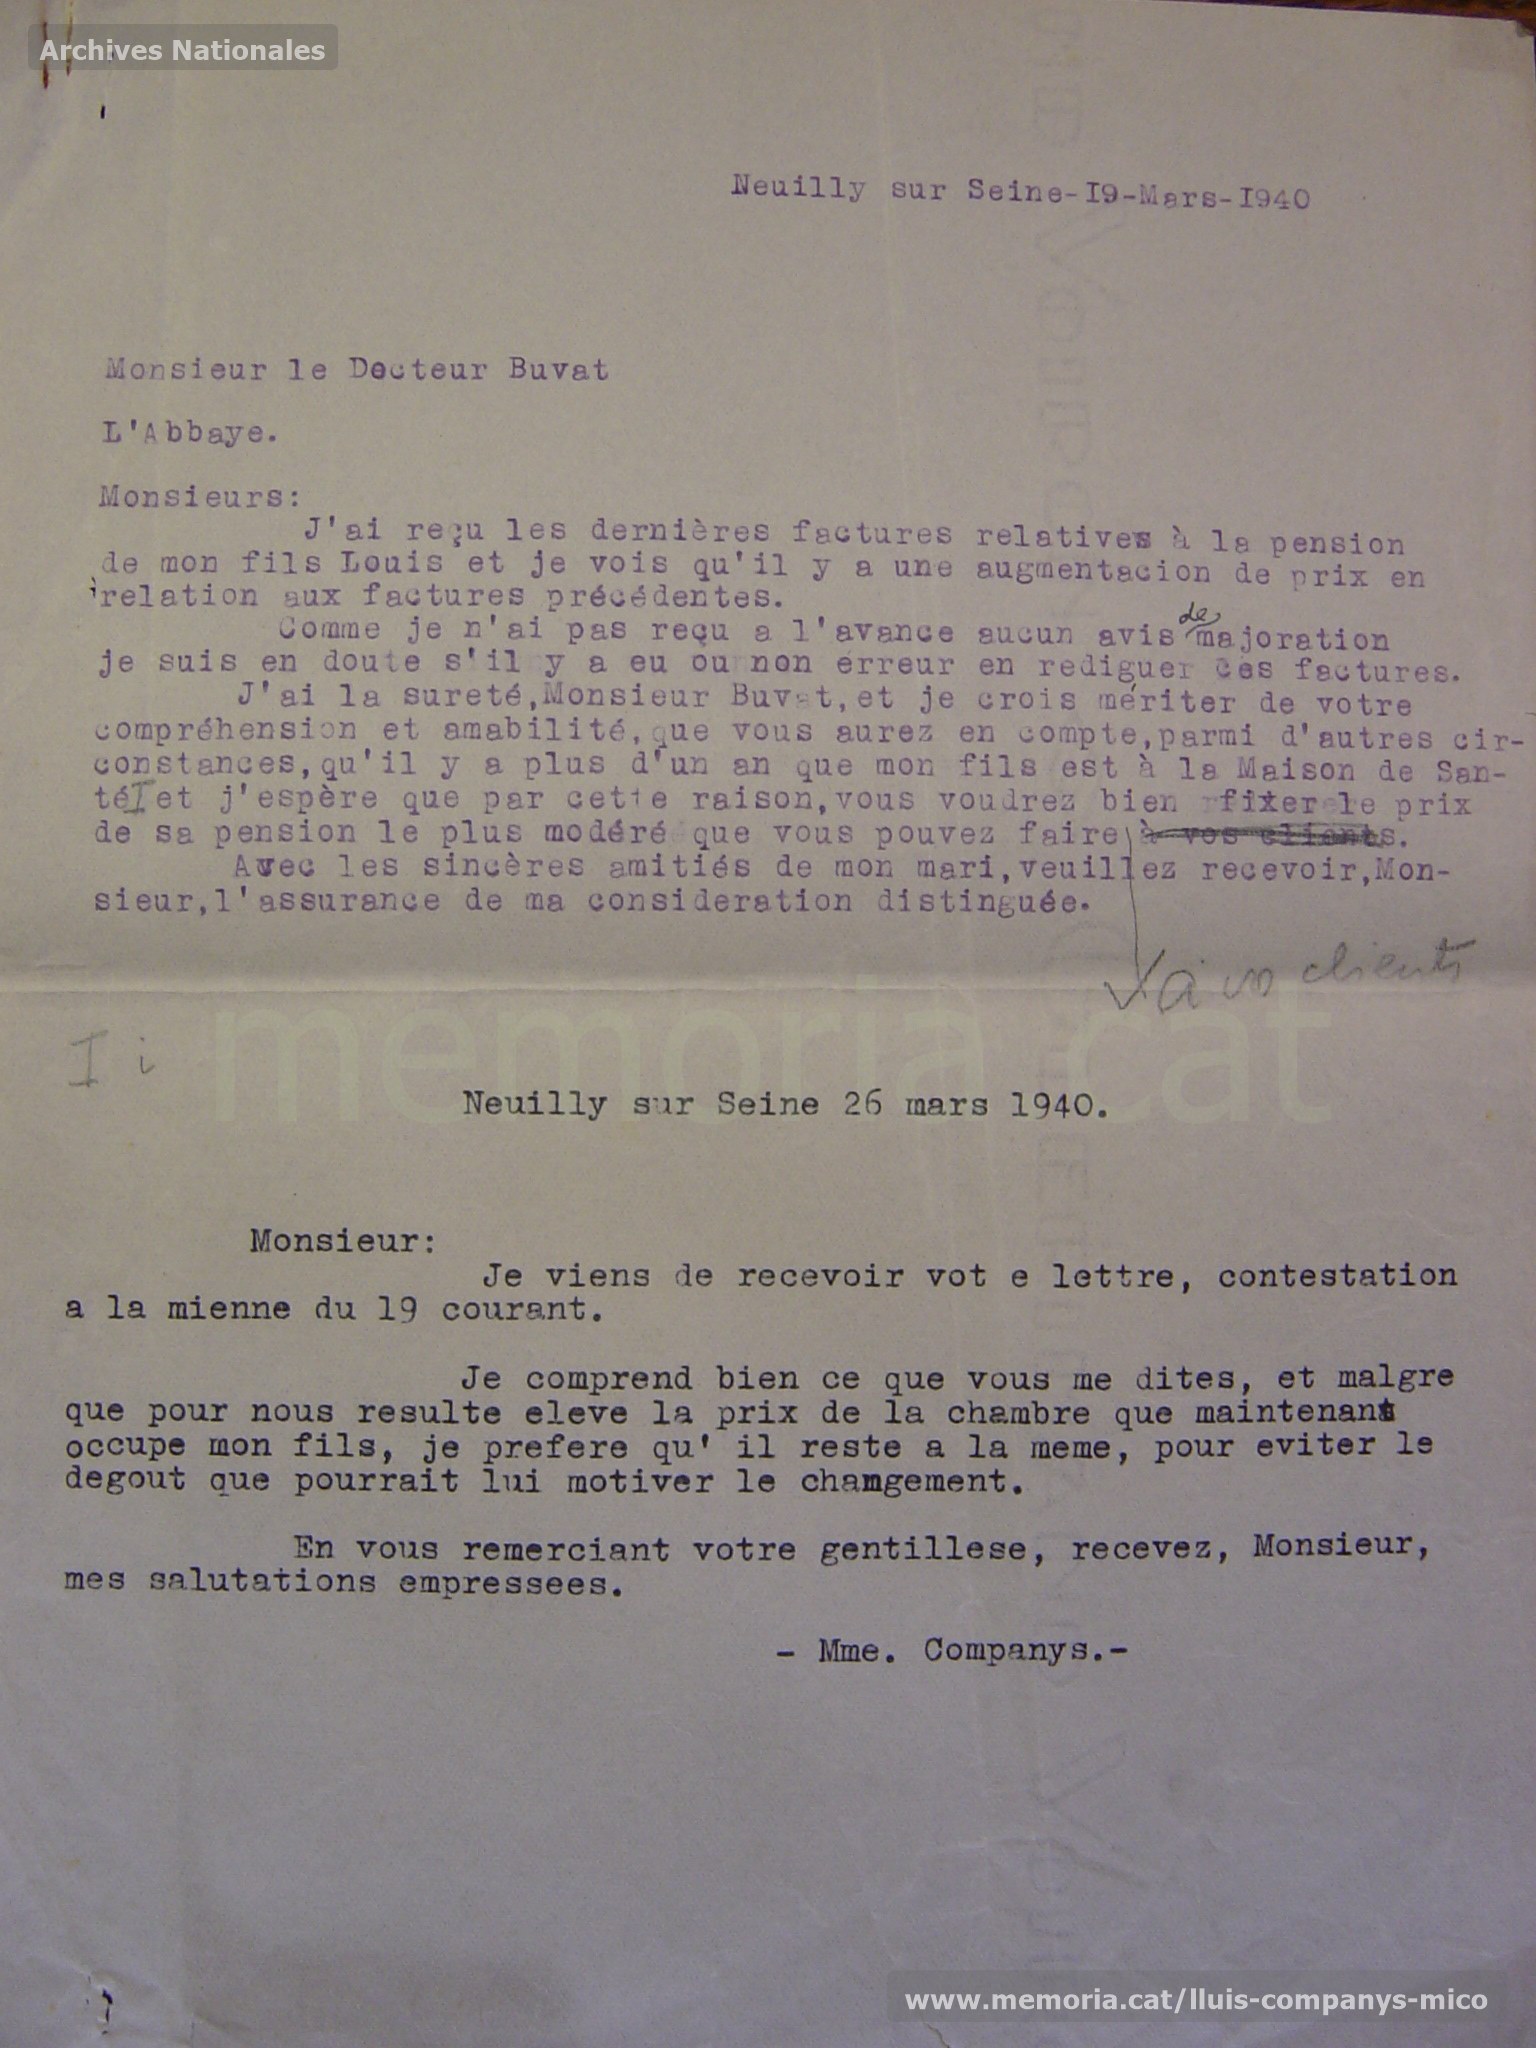 Archives Nationales
Neuilly sur Seine-I9-Mars-I940
Monsieur le Docteur Buvat
L'Abbaye.
Monsieurs:
J'ai reçu les dernières factures relatives à la pension
de mon fils Louis et je vois qu'il y a une augmentacion de prix en
relation aux factures précédentes.
de
Comme je n'ai pas reçu a l'avance aucun avis majoration
je suis en doute s'il y a eu ou non erreur en rediguer ces factures.
J'ai la sureté,Monsieur Buvat,et je crois mériter de votre
compréhension et amabilité,que vous aurez en compte,parmi d'autres cir-
constances,qu'il y a plus d'un an que mon fils est à la Maison de San-
téI et j'espère que par cette raison,vous voudrez bien fixer le prix
de sa pension le plus modéré que vous pouvez faire à vos clients.
Avec les sincères amitiés de mon mari,veuillez recevoir,Mon-
sieur,l'assurance de ma consideration distinguée.
à vos clients
I i
memoria.cat
Neuilly sur Seine 26 mars 1940.
Monsieur:
Je viens de recevoir vot e lettre, contestation
a la mienne du 19 courant.
Je comprend bien ce que vous me dites, et malgre
que pour nous resulte eleve la prix de la chambre que maintenant
occupe mon fils, je prefere qu' il reste a la meme, pour eviter le
degout que pourrait lui motiver le changement.
En vous remerciant votre gentillese, recevez, Monsieur,
mes salutations empressees.
- Mme. Companys.-
www.memoria.cat/lluis-companys-mico